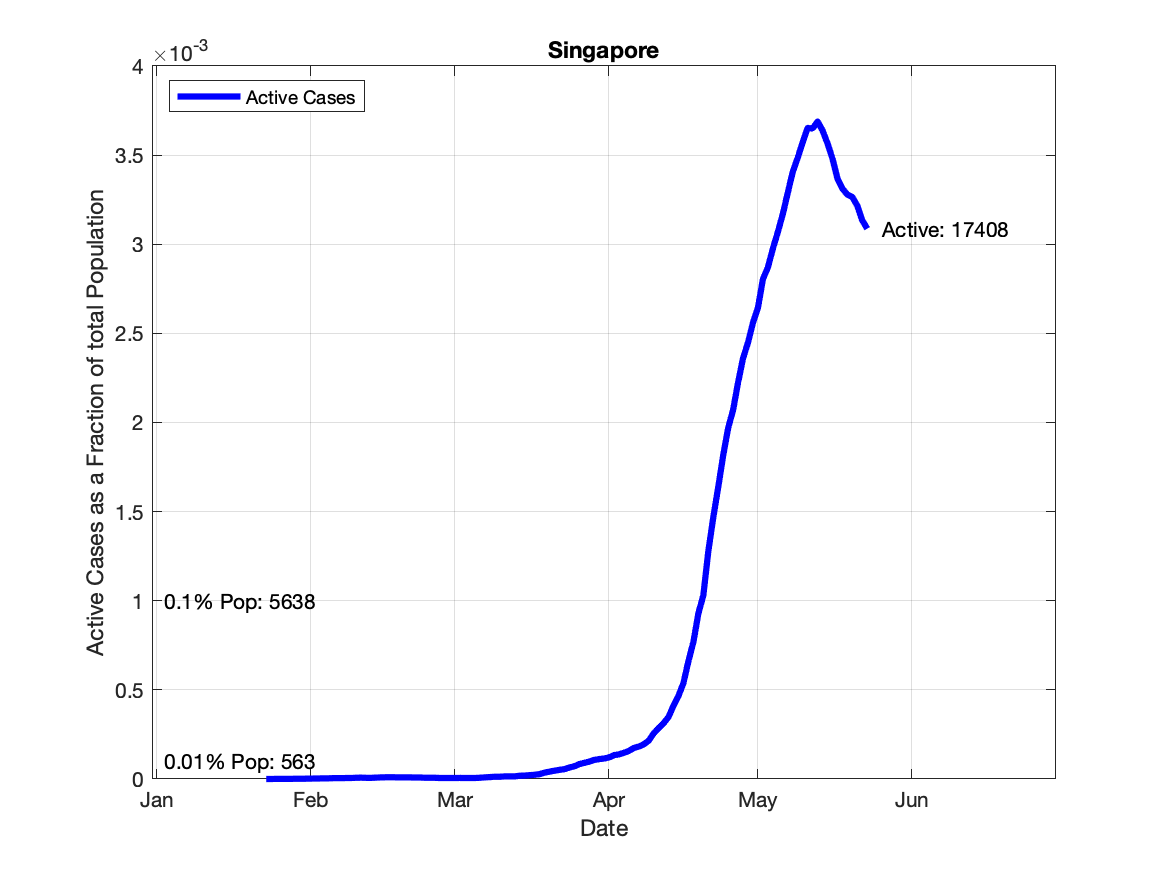 Singapore
×10-3
4
3.5
3
2.5
2
1.5
1
0.5
0
Active Cases as a Fraction of total Population
Active Cases
Active: 17408
0.1% Pop: 5638
0.01% Pop: 563
Jan
Feb
Mar
Apr
May
Jun
Date